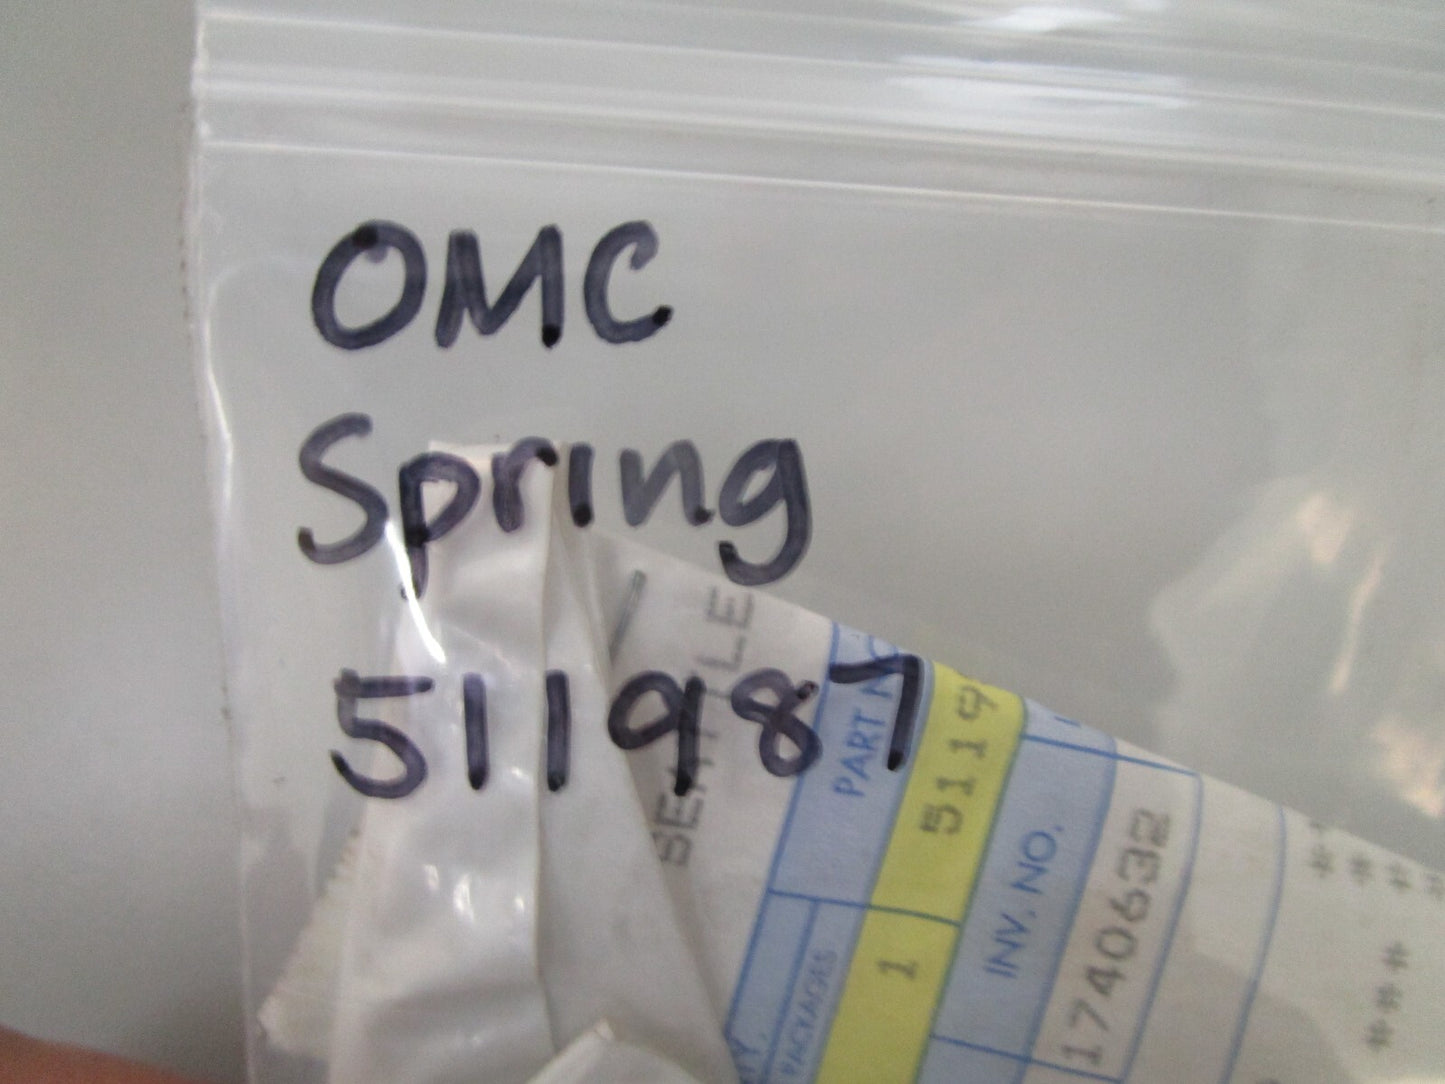 OMC
Spring
511987
PART NO
5119
INV. NO.
1740632
PACKAGES
1